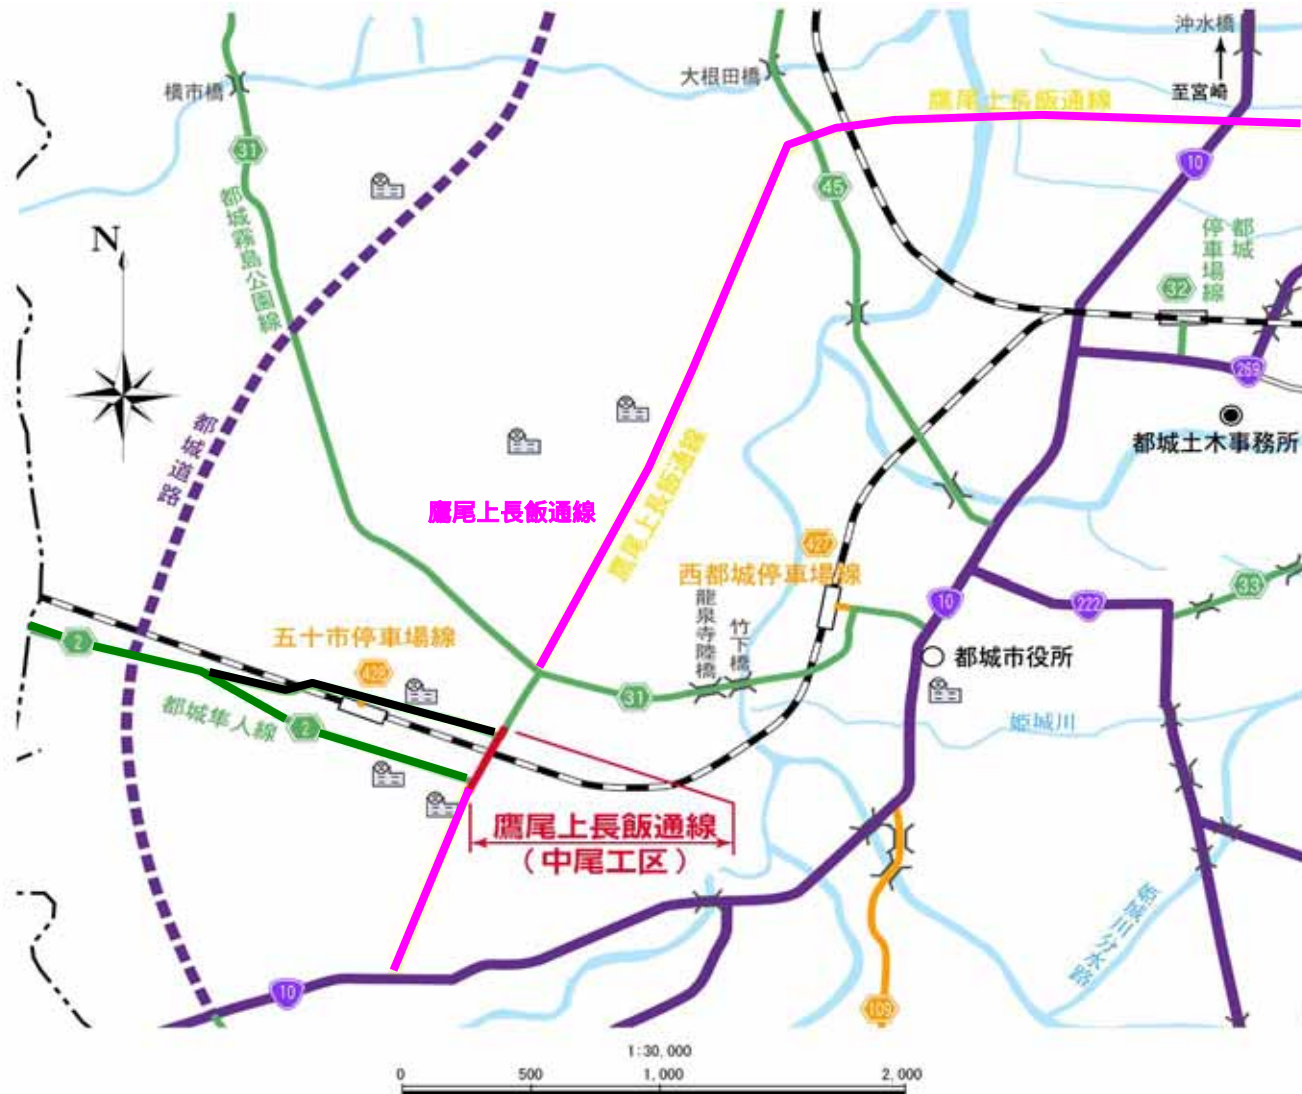 沖水橋
横市橋
大根田橋
至宮崎
鷹尾上長飯通線
31
10
45
都城霧島公園線
N
都城
停車場線
32
269
都城道路
都城土木事務所
鷹尾上長飯通線
鷹尾上長飯通線
427
西都城停車場線
33
10
222
龍泉寺陸橋
竹下橋
2
五十市停車場線
428
都城市役所
31
都城隼人線
2
姫城川
鷹尾上長飯通線
（中尾工区）
姫城川分水路
10
109
1:30,000
0 500 1,000 2,000